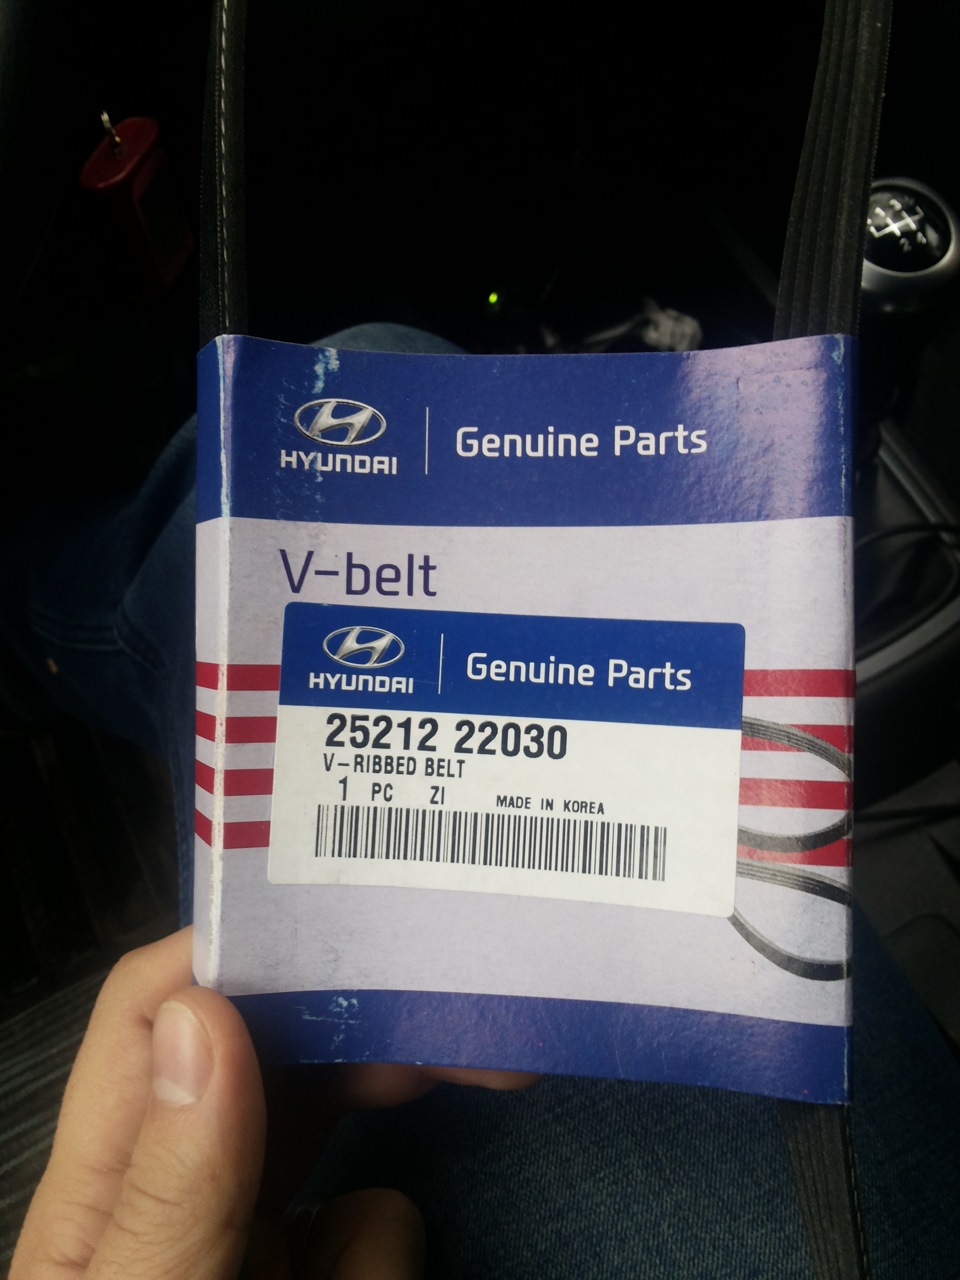 HYUNDAI
Genuine Parts
V-belt
HYUNDAI
Genuine Parts
25212 22030
V-RIBBED BELT
1 PC ZI MADE IN KOREA